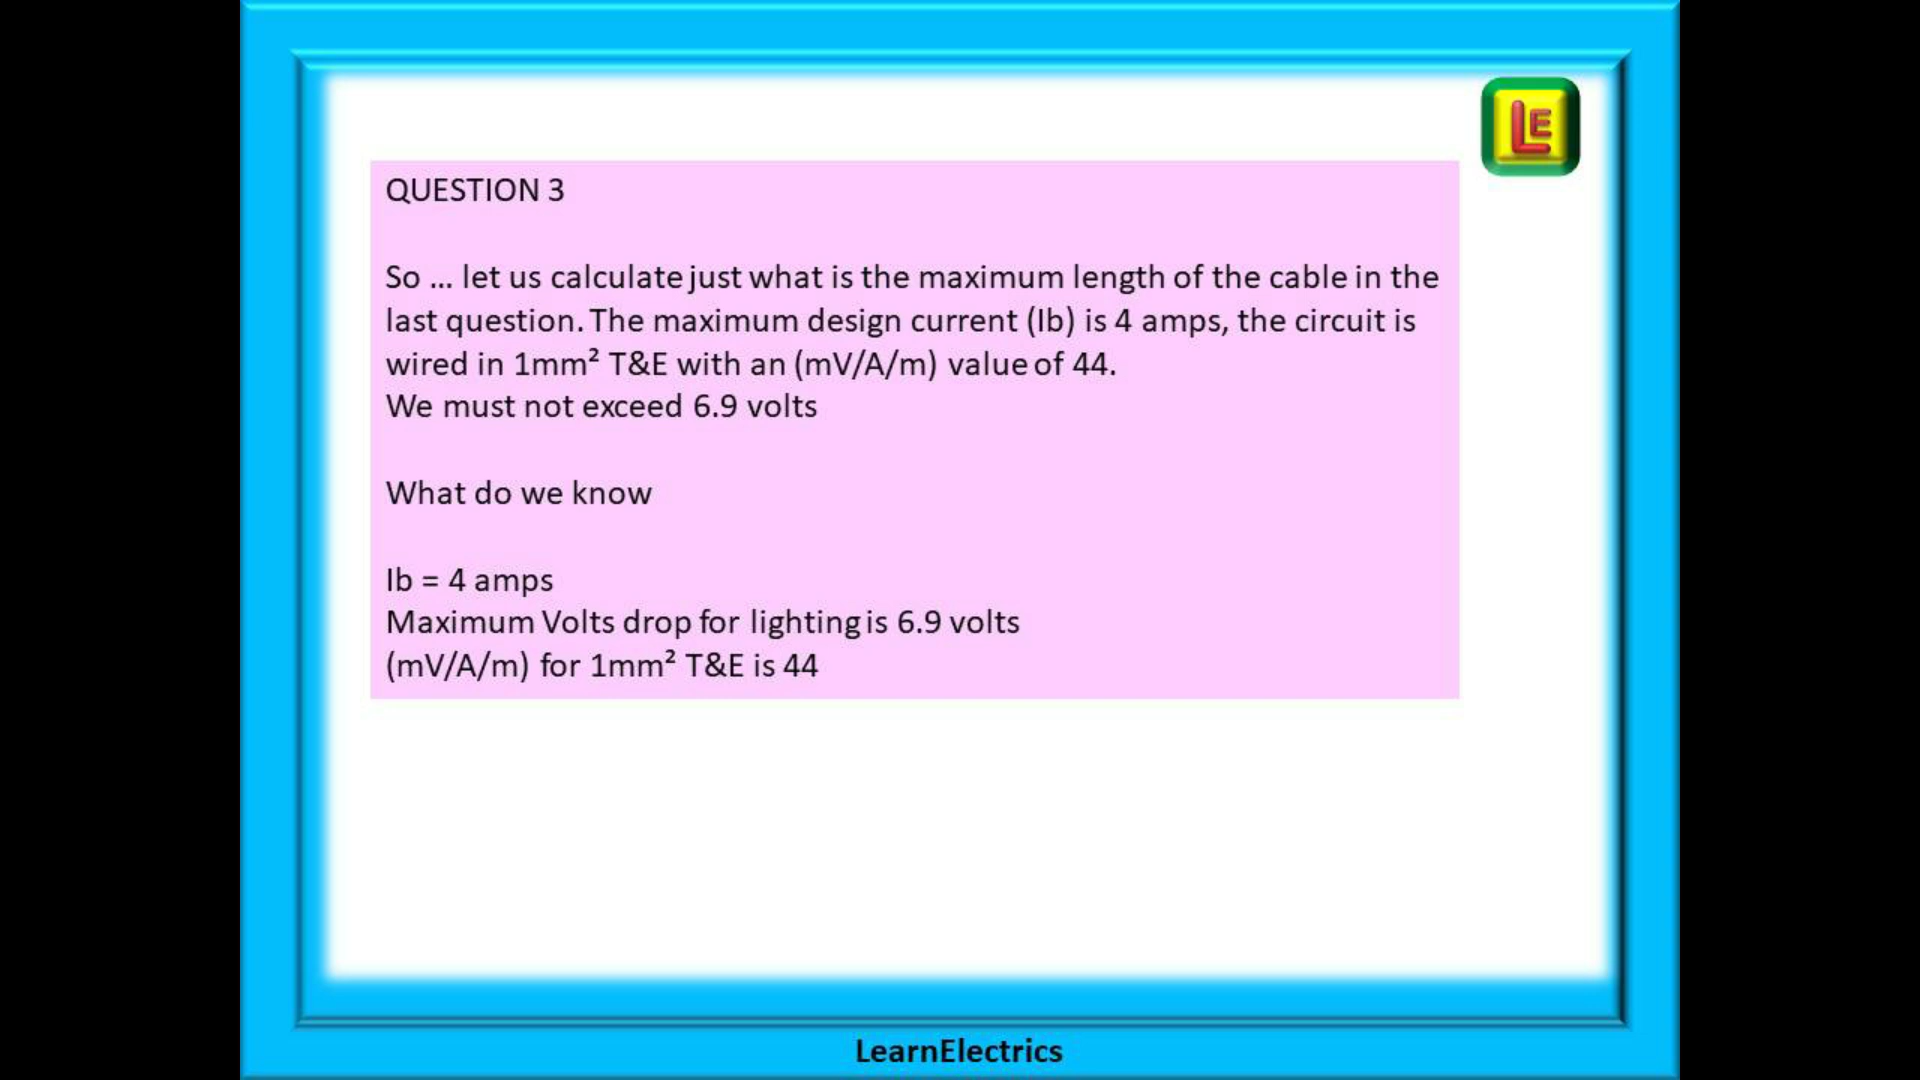 LE
QUESTION 3
So ... let us calculate just what is the maximum length of the cable in the
last question. The maximum design current (Ib) is 4 amps, the circuit is
wired in 1mm² T&E with an (mV/A/m) value of 44.
We must not exceed 6.9 volts
What do we know
Ib = 4 amps
Maximum Volts drop for lighting is 6.9 volts
(mV/A/m) for 1mm² T&E is 44
LearnElectrics